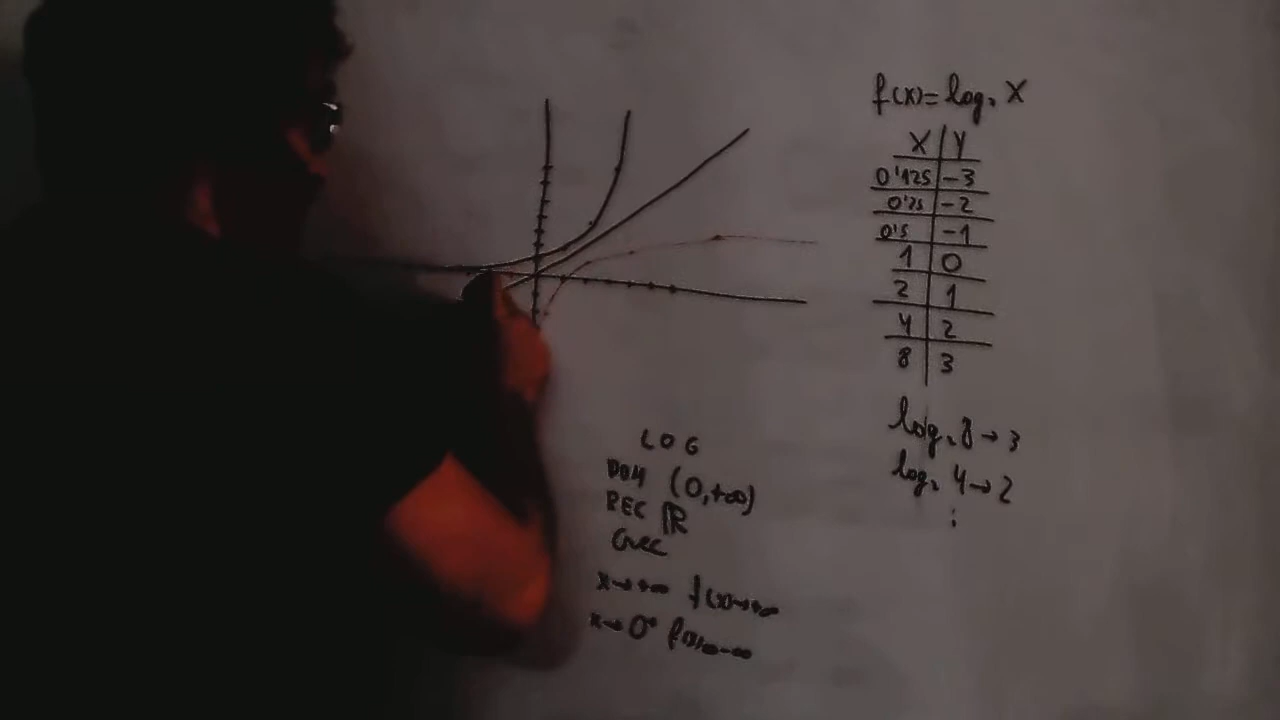 f(x) = log₂ X
X Y
0'125 -3
0'25 -2
0'5 -1
1 0
2 1
4 2
8 3
log₂ 8 → 3
log₂ 4 → 2
⋮
LOG
DOM (0,+∞)
REC ℝ
Crec
x→+∞ f(x)→+∞
x→0⁺ f(x)→-∞